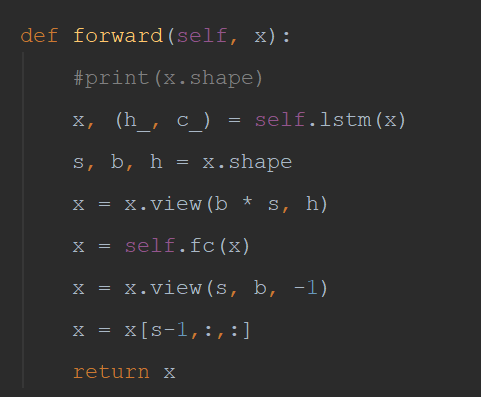 def forward(self, x):
#print(x.shape)
x, (h_, c_) = self.lstm(x)
s, b, h = x.shape
x = x.view(b * s, h)
x = self.fc(x)
x = x.view(s, b, -1)
x = x[s-1,:,:]
return x